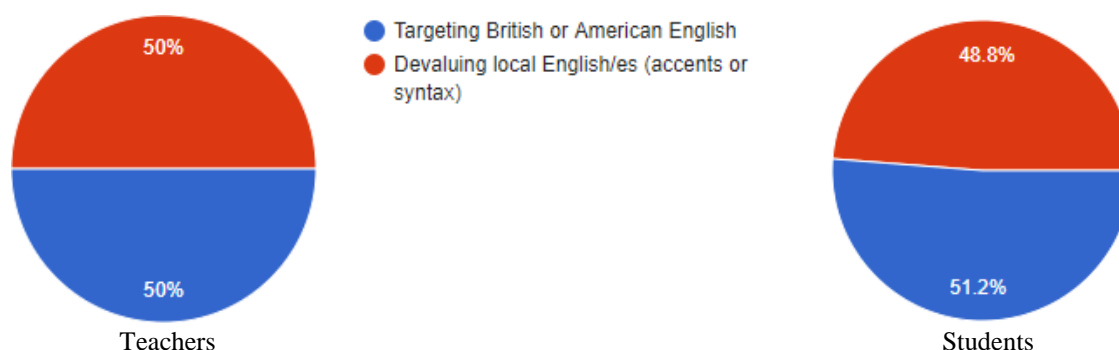 50%
Targeting British or American English
Devaluing local English/es (accents or
syntax)
48.8%
50%
51.2%
Teachers
Students